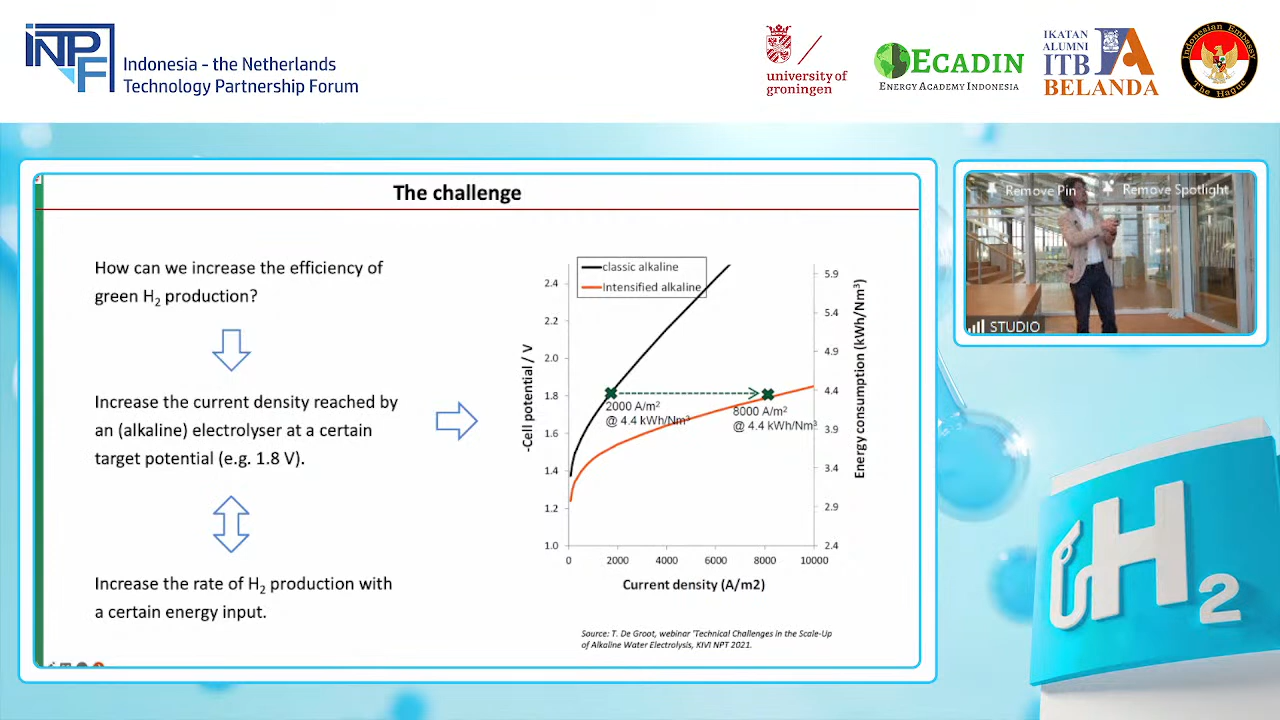 INPF
Indonesia - the Netherlands
Technology Partnership Forum
university of
groningen
ECADIN
ENERGY ACADEMY INDONESIA
IKATAN
ALUMNI
ITB
BELANDA
Indonesian Embassy
The Hague
The challenge
How can we increase the efficiency of
green H2 production?
Increase the current density reached by
an (alkaline) electrolyser at a certain
target potential (e.g. 1.8 V).
Increase the rate of H2 production with
a certain energy input.
classic alkaline
Intensified alkaline
-Cell potential / V
2.4
2.2
2.0
1.8
1.6
1.4
1.2
1.0
2000 A/m²
@ 4.4 kWh/Nm³
8000 A/m²
@ 4.4 kWh/Nm³
5.9
5.4
4.9
4.4
3.9
3.4
2.9
2.4
Energy consumption (kWh/Nm³)
0 2000 4000 6000 8000 10000
Current density (A/m2)
Source: T. De Groot, webinar 'Technical Challenges in the Scale-Up
of Alkaline Water Electrolysis, KIVI NPT 2021.
Remove Pin
Remove Spotlight
STUDIO
H2